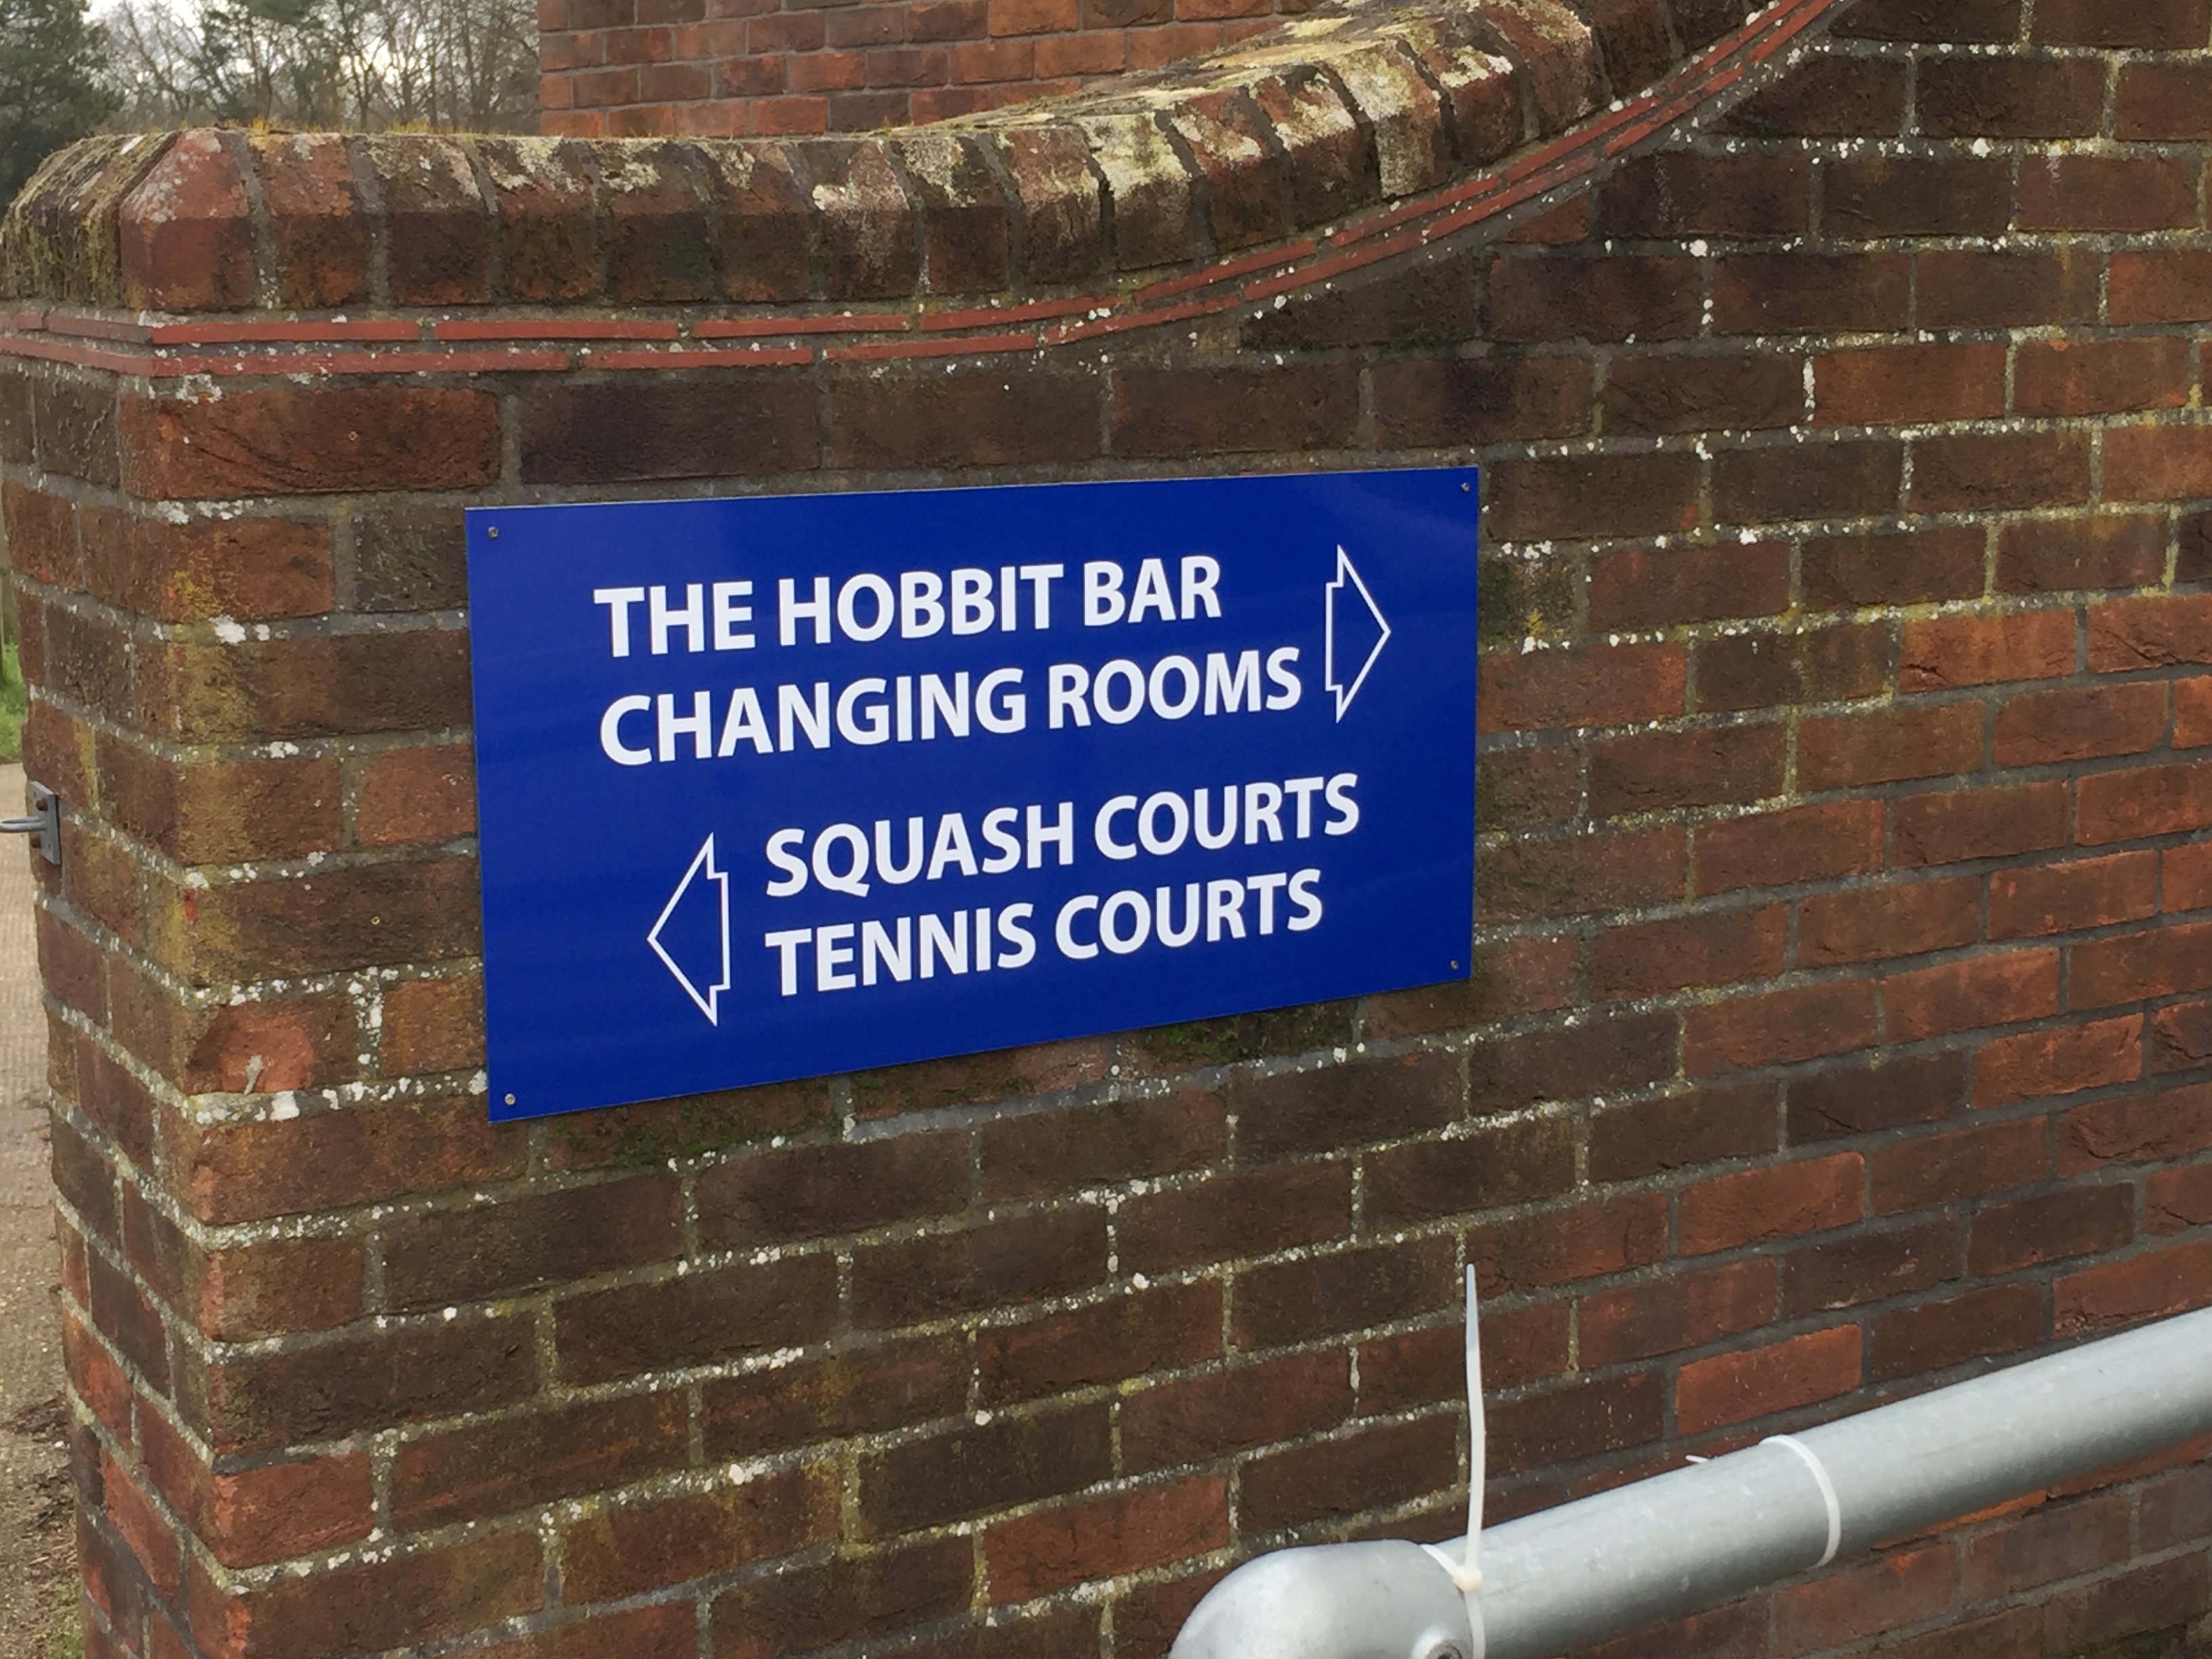 THE HOBBIT BAR
CHANGING ROOMS
SQUASH COURTS
TENNIS COURTS